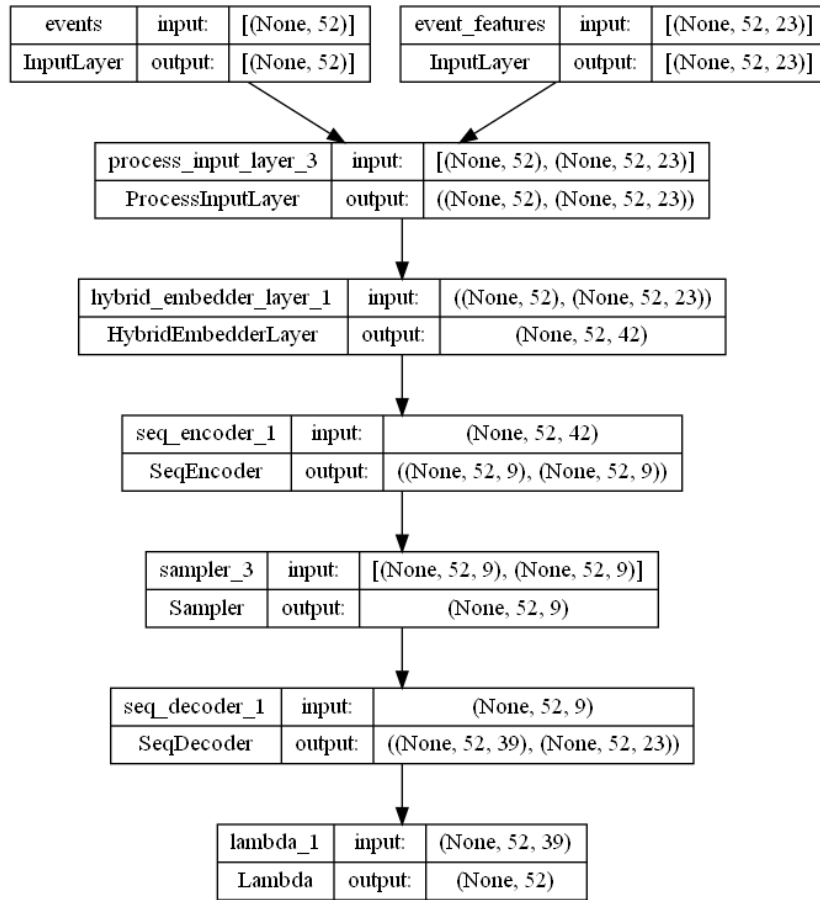 events input: [(None, 52)]
InputLayer output: [(None, 52)]
event_features input: [(None, 52, 23)]
InputLayer output: [(None, 52, 23)]
process_input_layer_3 input: [(None, 52), (None, 52, 23)]
ProcessInputLayer output: ((None, 52), (None, 52, 23))
hybrid_embedder_layer_1 input: ((None, 52), (None, 52, 23))
HybridEmbedderLayer output: (None, 52, 42)
seq_encoder_1 input: (None, 52, 42)
SeqEncoder output: ((None, 52, 9), (None, 52, 9))
sampler_3 input: [(None, 52, 9), (None, 52, 9)]
Sampler output: (None, 52, 9)
seq_decoder_1 input: (None, 52, 9)
SeqDecoder output: ((None, 52, 39), (None, 52, 23))
lambda_1 input: (None, 52, 39)
Lambda output: (None, 52)